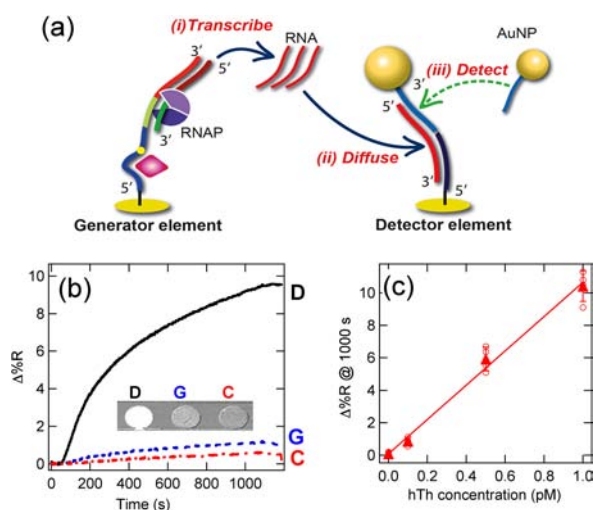 (a)
(i)Transcribe
RNA
AuNP
3’
5’
3’
(iii) Detect
5’
RNAP
3’
(ii) Diffuse
5’
3’
5’
Generator element
Detector element
(b)
(c)
10
8
6
4
2
0
Δ%R
D
G
C
D
G
C
0 200 400 600 800 1000
Time (s)
10
8
6
4
2
0
Δ%R @ 1000 s
0.0 0.2 0.4 0.6 0.8 1.0
hTh concentration (pM)